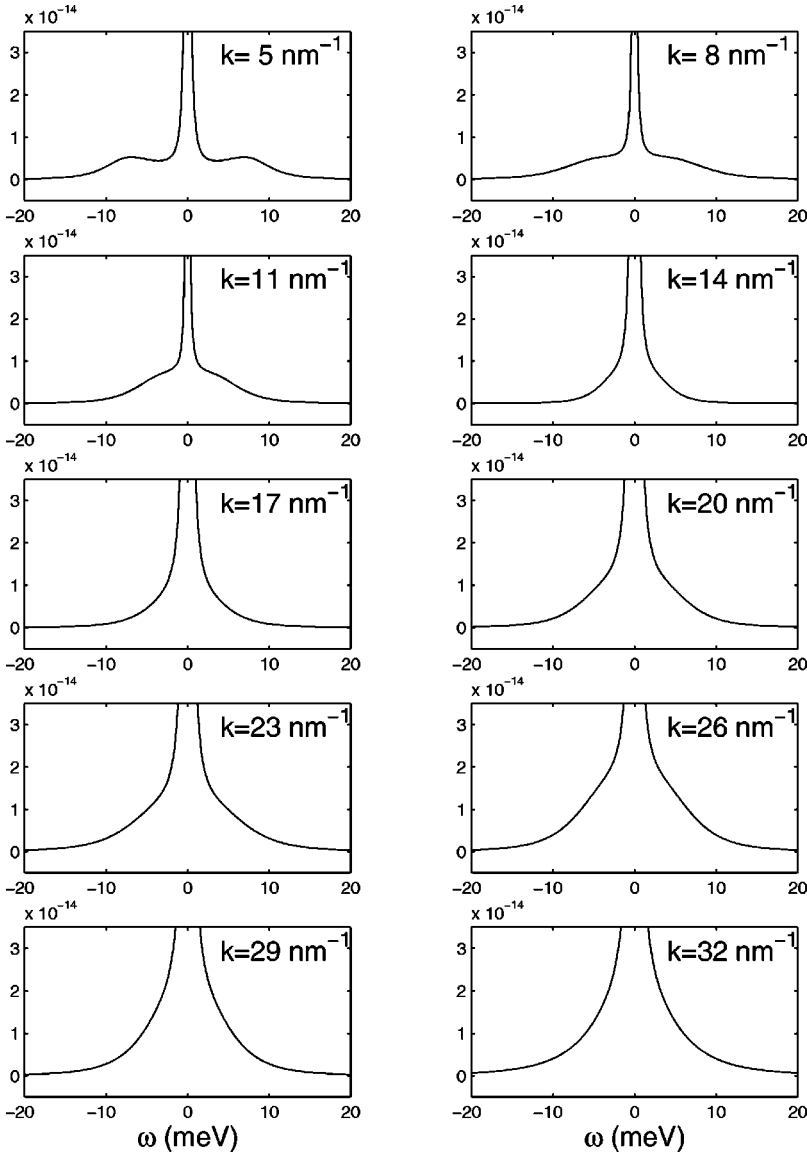 x 10⁻¹⁴ x 10⁻¹⁴
3 k= 5 nm⁻¹ 3 k= 8 nm⁻¹
2 2
1 1
0 0
−20 −10 0 10 20 −20 −10 0 10 20
x 10⁻¹⁴ x 10⁻¹⁴
3 k=11 nm⁻¹ 3 k=14 nm⁻¹
2 2
1 1
0 0
−20 −10 0 10 20 −20 −10 0 10 20
x 10⁻¹⁴ x 10⁻¹⁴
3 k=17 nm⁻¹ 3 k=20 nm⁻¹
2 2
1 1
0 0
−20 −10 0 10 20 −20 −10 0 10 20
x 10⁻¹⁴ x 10⁻¹⁴
3 k=23 nm⁻¹ 3 k=26 nm⁻¹
2 2
1 1
0 0
−20 −10 0 10 20 −20 −10 0 10 20
x 10⁻¹⁴ x 10⁻¹⁴
3 k=29 nm⁻¹ 3 k=32 nm⁻¹
2 2
1 1
0 0
−20 −10 0 10 20 −20 −10 0 10 20
ω (meV) ω (meV)